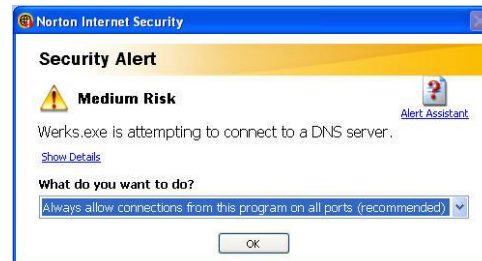 Norton Internet Security
Security Alert
Medium Risk
Alert Assistant
Werks.exe is attempting to connect to a DNS server.
Show Details
What do you want to do?
Always allow connections from this program on all ports (recommended)
OK